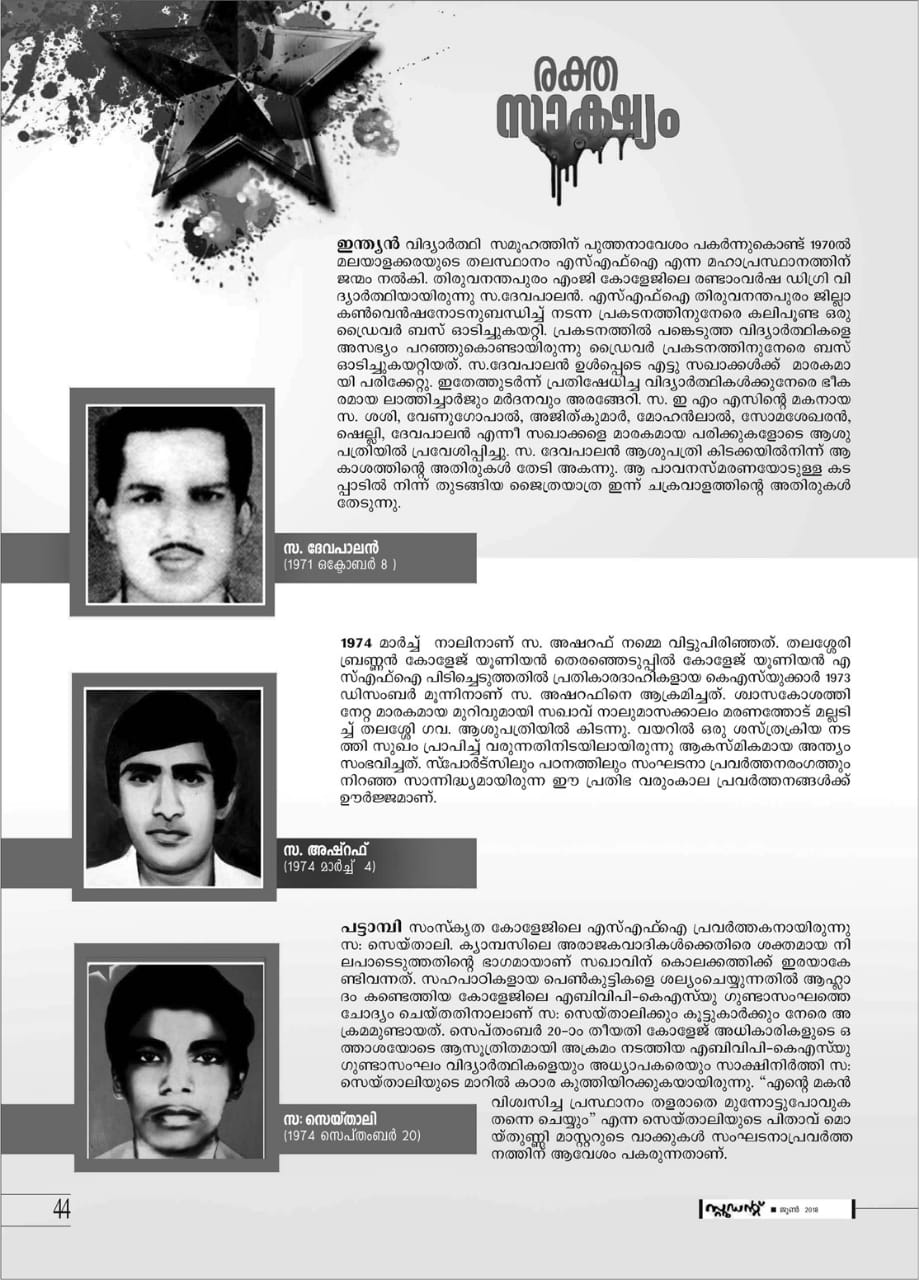 രക്ത
സാക്ഷ്യം
ഇന്ത്യൻ വിദ്യാർത്ഥി സമൂഹത്തിന് പുത്തനാവേശം പകർന്നുകൊണ്ട് 1970ൽ
മലയാളക്കരയുടെ തലസ്ഥാനം എസ്എഫ്ഐ എന്ന മഹാപ്രസ്ഥാനത്തിന്
ജന്മം നൽകി. തിരുവനന്തപുരം എംജി കോളേജിലെ രണ്ടാംവർഷ ഡിഗ്രി വി
ദ്യാർത്ഥിയായിരുന്നു സ.ദേവപാലൻ. എസ്എഫ്ഐ തിരുവനന്തപുരം ജില്ലാ
കൺവെൻഷനോടനുബന്ധിച്ച് നടന്ന പ്രകടനത്തിനുനേരെ കലിപൂണ്ട ഒരു
ഡ്രൈവർ ബസ് ഓടിച്ചുകയറ്റി. പ്രകടനത്തിൽ പങ്കെടുത്ത വിദ്യാർത്ഥികളെ
അസഭ്യം പറഞ്ഞുകൊണ്ടായിരുന്നു ഡ്രൈവർ പ്രകടനത്തിനുനേരെ ബസ്
ഓടിച്ചുകയറ്റിയത്. സ.ദേവപാലൻ ഉൾപ്പെടെ എട്ടു സഖാക്കൾക്ക് മാരകമാ
യി പരിക്കേറ്റു. ഇതേത്തുടർന്ന് പ്രതിഷേധിച്ച വിദ്യാർത്ഥികൾക്കുനേരെ ഭീക
രമായ ലാത്തിച്ചാർജും മർദനവും അരങ്ങേറി. സ. ഇ എം എസിന്റെ മകനായ
സ. ശശി, വേണുഗോപാൽ, അജിത്കുമാർ, മോഹൻലാൽ, സോമശേഖരൻ,
ഷെല്ലി, ദേവപാലൻ എന്നീ സഖാക്കളെ മാരകമായ പരിക്കുകളോടെ ആശു
പത്രിയിൽ പ്രവേശിപ്പിച്ചു. സ. ദേവപാലൻ ആശുപത്രി കിടക്കയിൽനിന്ന് ആ
കാശത്തിന്റെ അതിരുകൾ തേടി അകന്നു. ആ പാവനസ്മരണയോടുള്ള കട
പ്പാടിൽ നിന്ന് തുടങ്ങിയ ജൈത്രയാത്ര ഇന്ന് ചക്രവാളത്തിന്റെ അതിരുകൾ
തേടുന്നു.
സ. ദേവപാലൻ
(1971 ഒക്ടോബർ 8 )
1974 മാർച്ച് നാലിനാണ് സ. അഷറഫ് നമ്മെ വിട്ടുപിരിഞ്ഞത്. തലശ്ശേരി
ബ്രണ്ണൻ കോളേജ് യൂണിയൻ തെരഞ്ഞെടുപ്പിൽ കോളേജ് യൂണിയൻ എ
സ്എഫ്ഐ പിടിച്ചെടുത്തതിൽ പ്രതികാരദാഹികളായ കെഎസ്‌യുക്കാർ 1973
ഡിസംബർ മൂന്നിനാണ് സ. അഷറഫിനെ ആക്രമിച്ചത്. ശ്വാസകോശത്തി
നേറ്റ മാരകമായ മുറിവുമായി സഖാവ് നാലുമാസക്കാലം മരണത്തോട് മല്ലടി
ച്ച് തലശ്ശേി ഗവ. ആശുപത്രിയിൽ കിടന്നു. വയറിൽ ഒരു ശസ്ത്രക്രിയ നട
ത്തി സുഖം പ്രാപിച്ച് വരുന്നതിനിടയിലായിരുന്നു ആകസ്മികമായ അന്ത്യം
സംഭവിച്ചത്. സ്പോർട്സിലും പഠനത്തിലും സംഘടനാ പ്രവർത്തനരംഗത്തും
നിറഞ്ഞ സാന്നിദ്ധ്യമായിരുന്ന ഈ പ്രതിഭ വരുംകാല പ്രവർത്തനങ്ങൾക്ക്
ഊർജ്ജമാണ്.
സ. അഷ്റഫ്
(1974 മാർച്ച് 4)
പട്ടാമ്പി സംസ്കൃത കോളേജിലെ എസ്എഫ്ഐ പ്രവർത്തകനായിരുന്നു
സ: സെയ്താലി. ക്യാമ്പസിലെ അരാജകവാദികൾക്കെതിരെ ശക്തമായ നി
ലപാടെടുത്തതിന്റെ ഭാഗമായാണ് സഖാവിന് കൊലക്കത്തിക്ക് ഇരയാകേ
ണ്ടിവന്നത്. സഹപാഠികളായ പെൺകുട്ടികളെ ശല്യംചെയ്യുന്നതിൽ ആഹ്ലാ
ദം കണ്ടെത്തിയ കോളേജിലെ എബിവിപി-കെഎസ്‌യു ഗുണ്ടാസംഘത്തെ
ചോദ്യം ചെയ്തതിനാലാണ് സ: സെയ്താലിക്കും കൂട്ടുകാർക്കും നേരെ അ
ക്രമമുണ്ടായത്. സെപ്തംബർ 20-ാം തീയതി കോളേജ് അധികാരികളുടെ ഒ
ത്താശയോടെ ആസൂത്രിതമായി അക്രമം നടത്തിയ എബിവിപി-കെഎസ്‌യു
ഗുണ്ടാസംഘം വിദ്യാർത്ഥികളെയും അധ്യാപകരെയും സാക്ഷിനിർത്തി സ:
സെയ്താലിയുടെ മാറിൽ കഠാര കുത്തിയിറക്കുകയായിരുന്നു. “എന്റെ മകൻ
വിശ്വസിച്ച പ്രസ്ഥാനം തളരാതെ മുന്നോട്ടുപോവുക
തന്നെ ചെയ്യും” എന്ന സെയ്താലിയുടെ പിതാവ് മൊ
യ്തുണ്ണി മാസ്റ്ററുടെ വാക്കുകൾ സംഘടനാപ്രവർത്ത
നത്തിന് ആവേശം പകരുന്നതാണ്.
സ: സെയ്താലി
(1974 സെപ്തംബർ 20)
44
സ്റ്റുഡന്റ് ■ ജൂൺ 2018